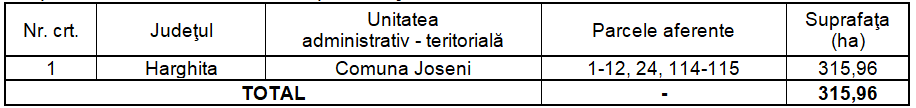 Nr. crt. Judeţul Unitatea administrativ - teritorială Parcele aferente Suprafaţa (ha)
1 Harghita Comuna Joseni 1-12, 24, 114-115 315,96
TOTAL - 315,96